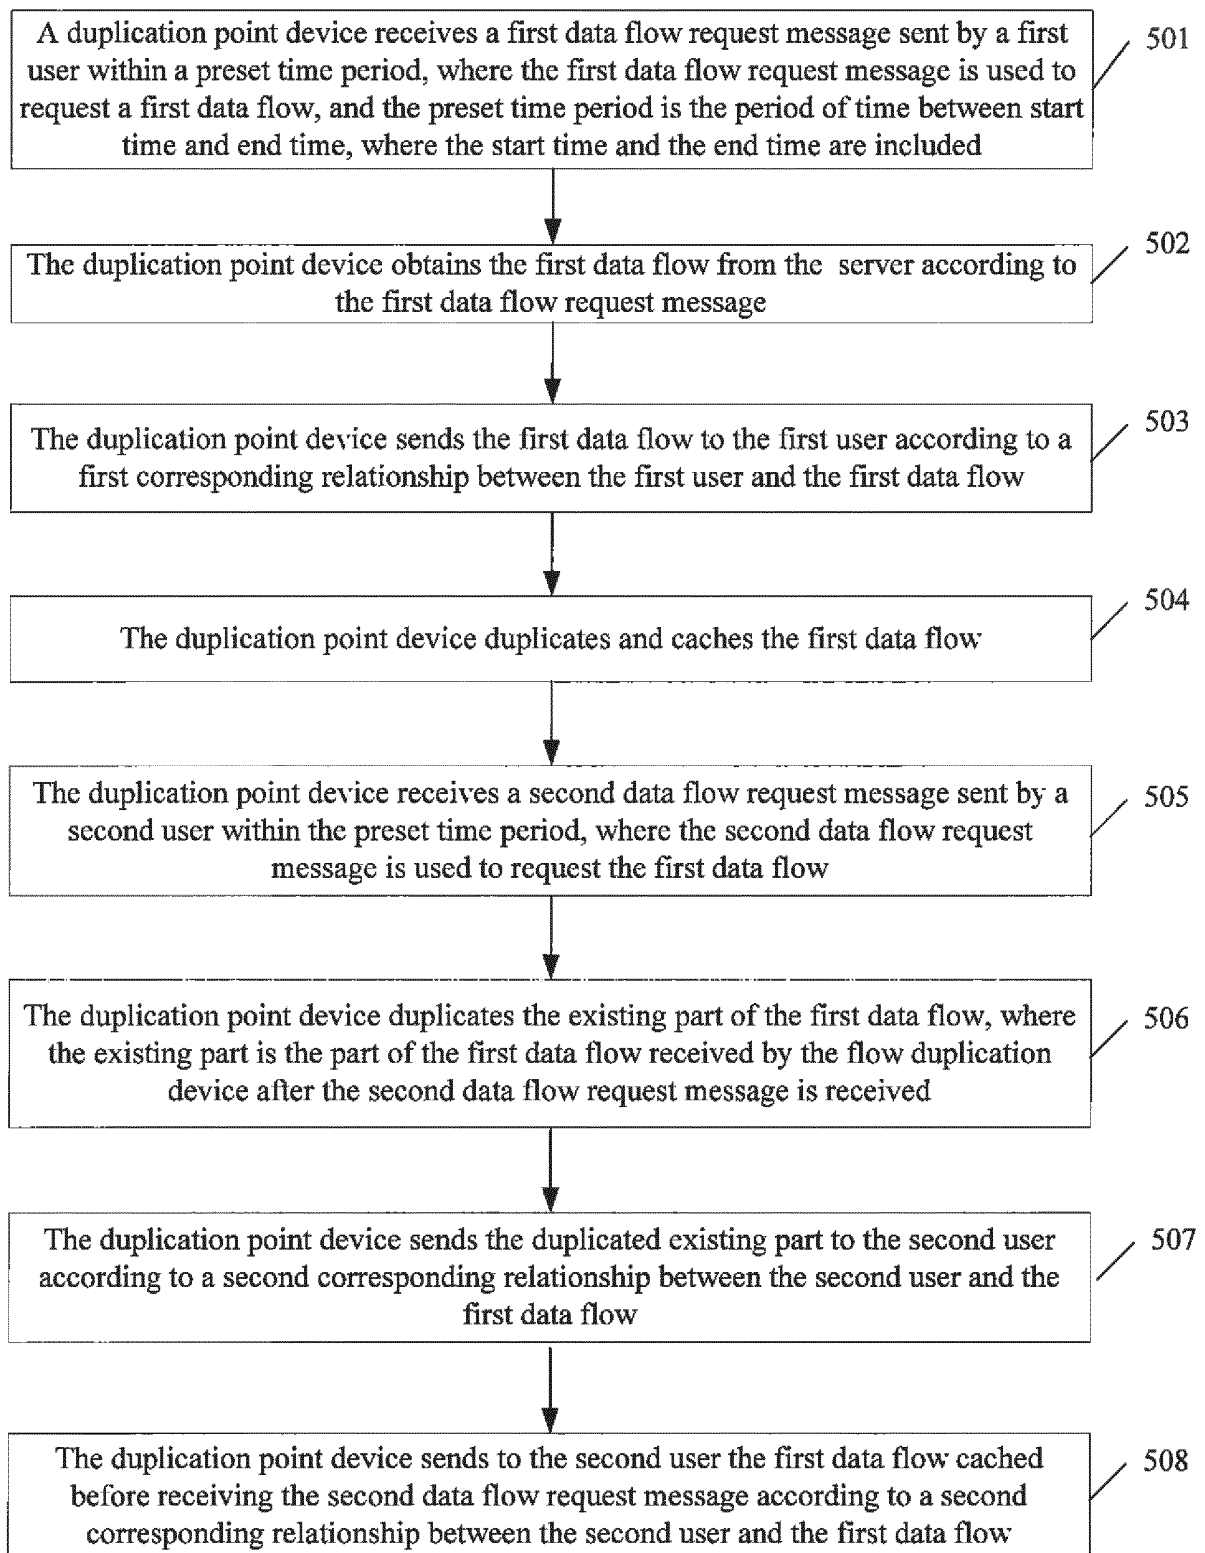 A duplication point device receives a first data flow request message sent by a first
user within a preset time period, where the first data flow request message is used to
request a first data flow, and the preset time period is the period of time between start
time and end time, where the start time and the end time are included
501
The duplication point device obtains the first data flow from the server according to
the first data flow request message
502
The duplication point device sends the first data flow to the first user according to a
first corresponding relationship between the first user and the first data flow
503
The duplication point device duplicates and caches the first data flow
504
The duplication point device receives a second data flow request message sent by a
second user within the preset time period, where the second data flow request
message is used to request the first data flow
505
The duplication point device duplicates the existing part of the first data flow, where
the existing part is the part of the first data flow received by the flow duplication
device after the second data flow request message is received
506
The duplication point device sends the duplicated existing part to the second user
according to a second corresponding relationship between the second user and the
first data flow
507
The duplication point device sends to the second user the first data flow cached
before receiving the second data flow request message according to a second
corresponding relationship between the second user and the first data flow
508